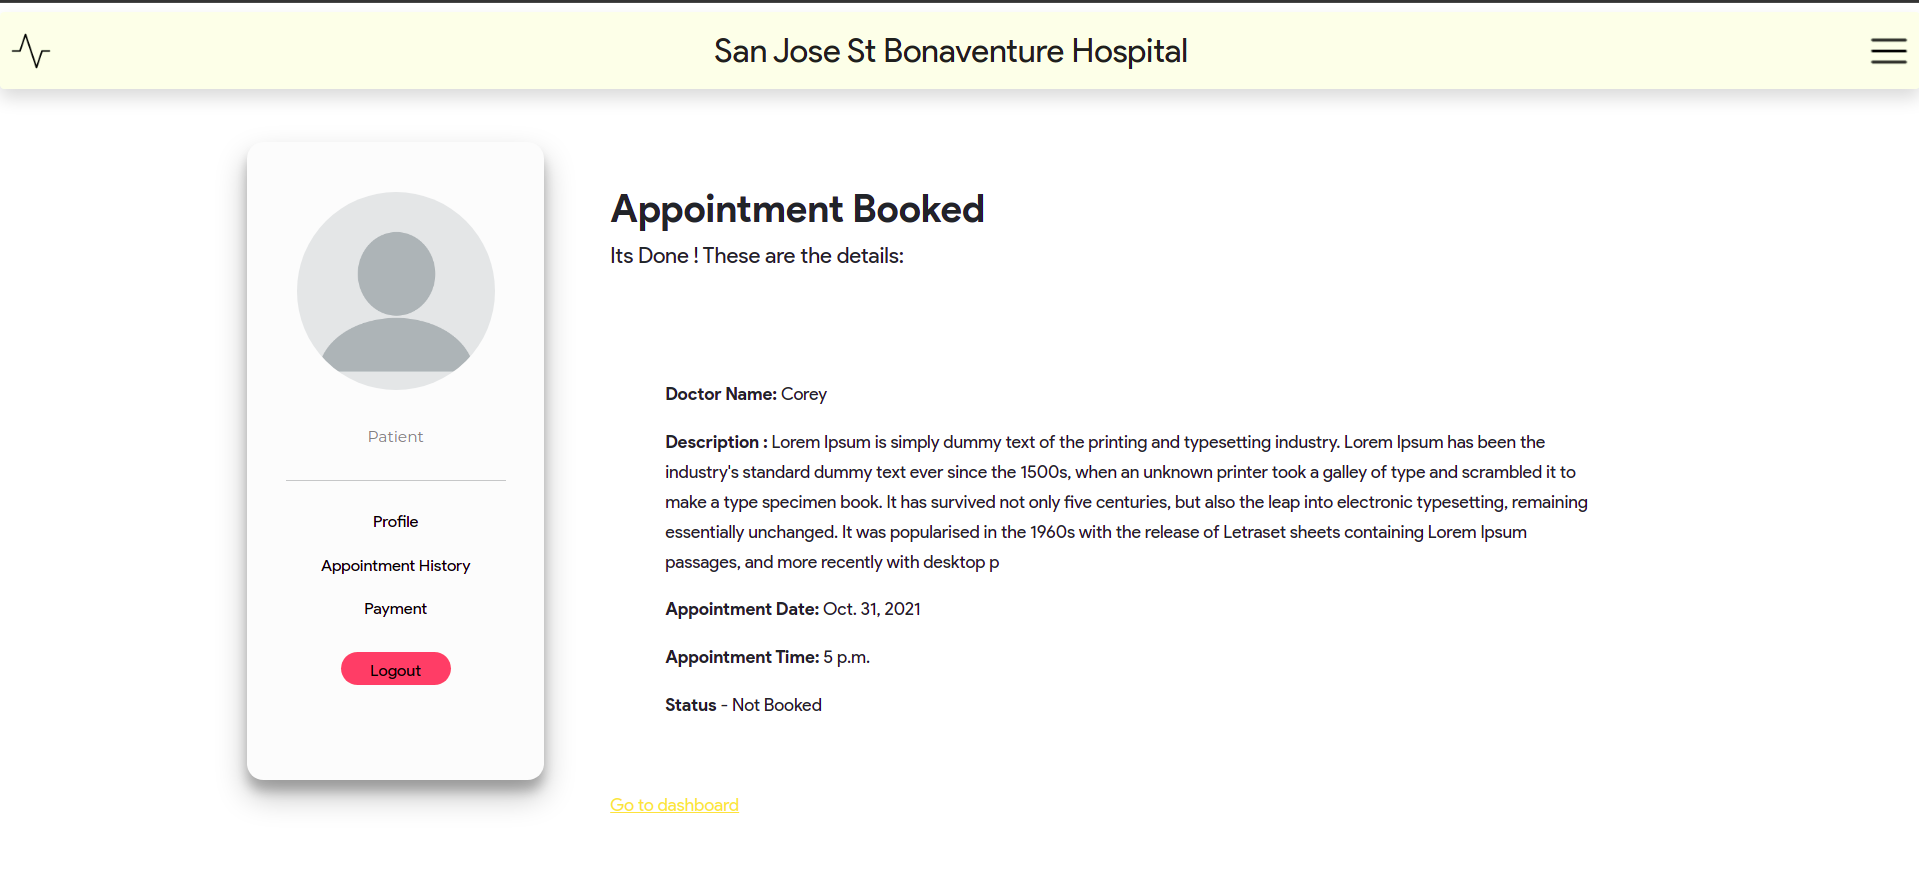 San Jose St Bonaventure Hospital
Patient
Profile
Appointment History
Payment
Logout
Appointment Booked
Its Done ! These are the details:
Doctor Name: Corey
Description : Lorem Ipsum is simply dummy text of the printing and typesetting industry. Lorem Ipsum has been the
industry's standard dummy text ever since the 1500s, when an unknown printer took a galley of type and scrambled it to
make a type specimen book. It has survived not only five centuries, but also the leap into electronic typesetting, remaining
essentially unchanged. It was popularised in the 1960s with the release of Letraset sheets containing Lorem Ipsum
passages, and more recently with desktop p
Appointment Date: Oct. 31, 2021
Appointment Time: 5 p.m.
Status - Not Booked
Go to dashboard